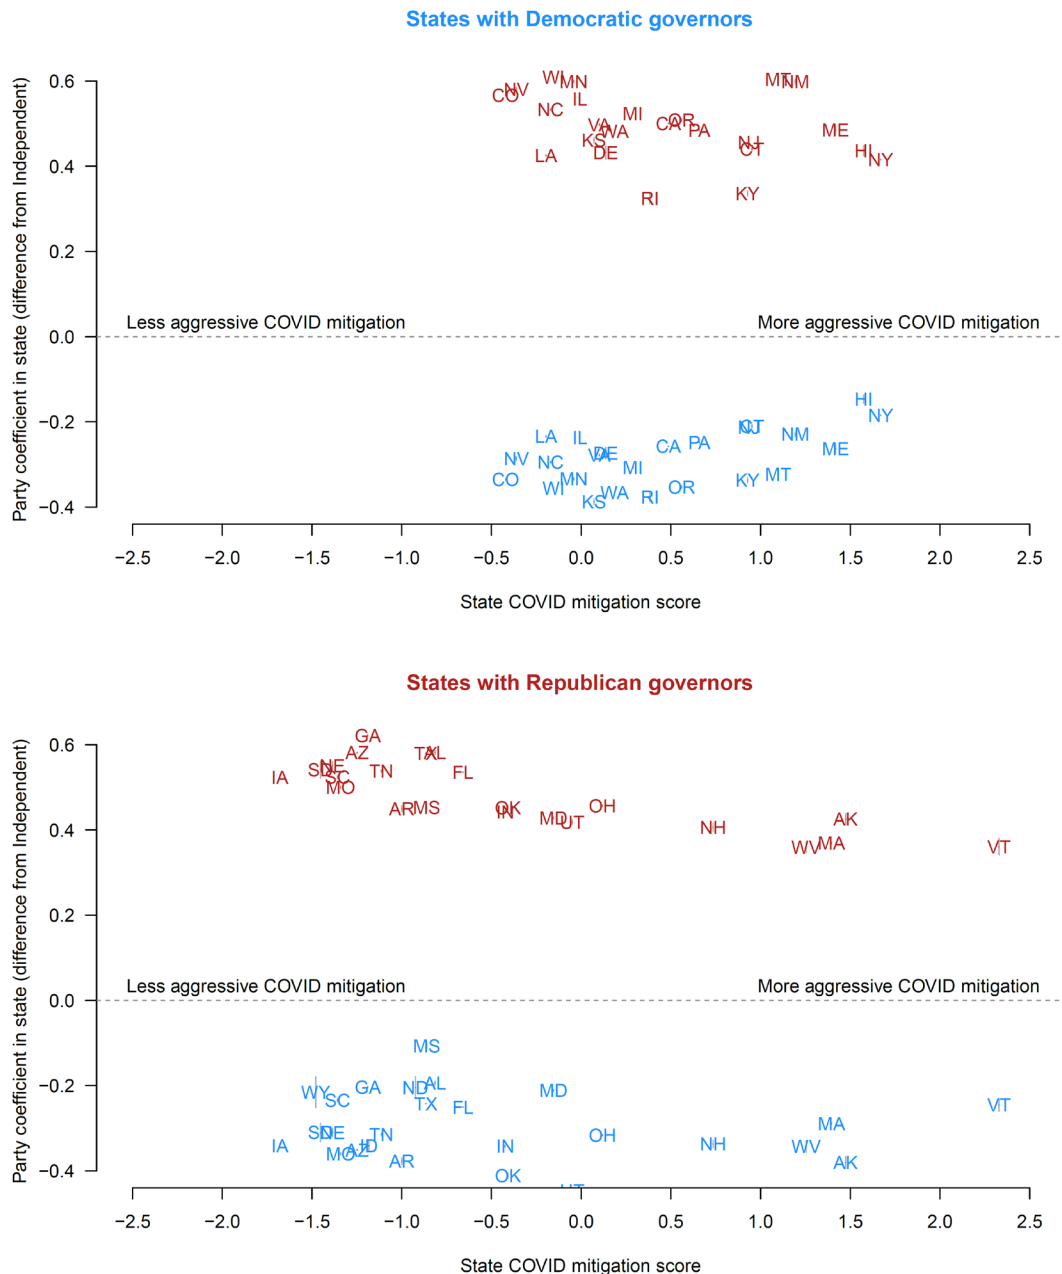 States with Democratic governors
Party coefficient in state (difference from Independent)
0.6
0.4
0.2
0.0
−0.2
−0.4
WI MN MT NM
CO NV IL
NC MI
VA WA CA OR PA ME
KS DE NJ CT HI NY
LA
RI KY
Less aggressive COVID mitigation More aggressive COVID mitigation
HI
NY
LA IL CT NJ NM
NV NC VA DE MI CA PA ME
CO WI MN KY MT
KS WA RI OR
−2.5 −2.0 −1.5 −1.0 −0.5 0.0 0.5 1.0 1.5 2.0 2.5
State COVID mitigation score
States with Republican governors
Party coefficient in state (difference from Independent)
0.6
0.4
0.2
0.0
−0.2
−0.4
GA
AZ TX AL
IA SD NE SC TN FL
MO
AR MS OK IN OH
MD UT NH AK
WV MA VT
Less aggressive COVID mitigation More aggressive COVID mitigation
MS
WY GA ND AL MD
SC TX FL VT
SD NE TN OH MA
IA MO AZ ID IN NH WV
AR AK
OK
UT
−2.5 −2.0 −1.5 −1.0 −0.5 0.0 0.5 1.0 1.5 2.0 2.5
State COVID mitigation score